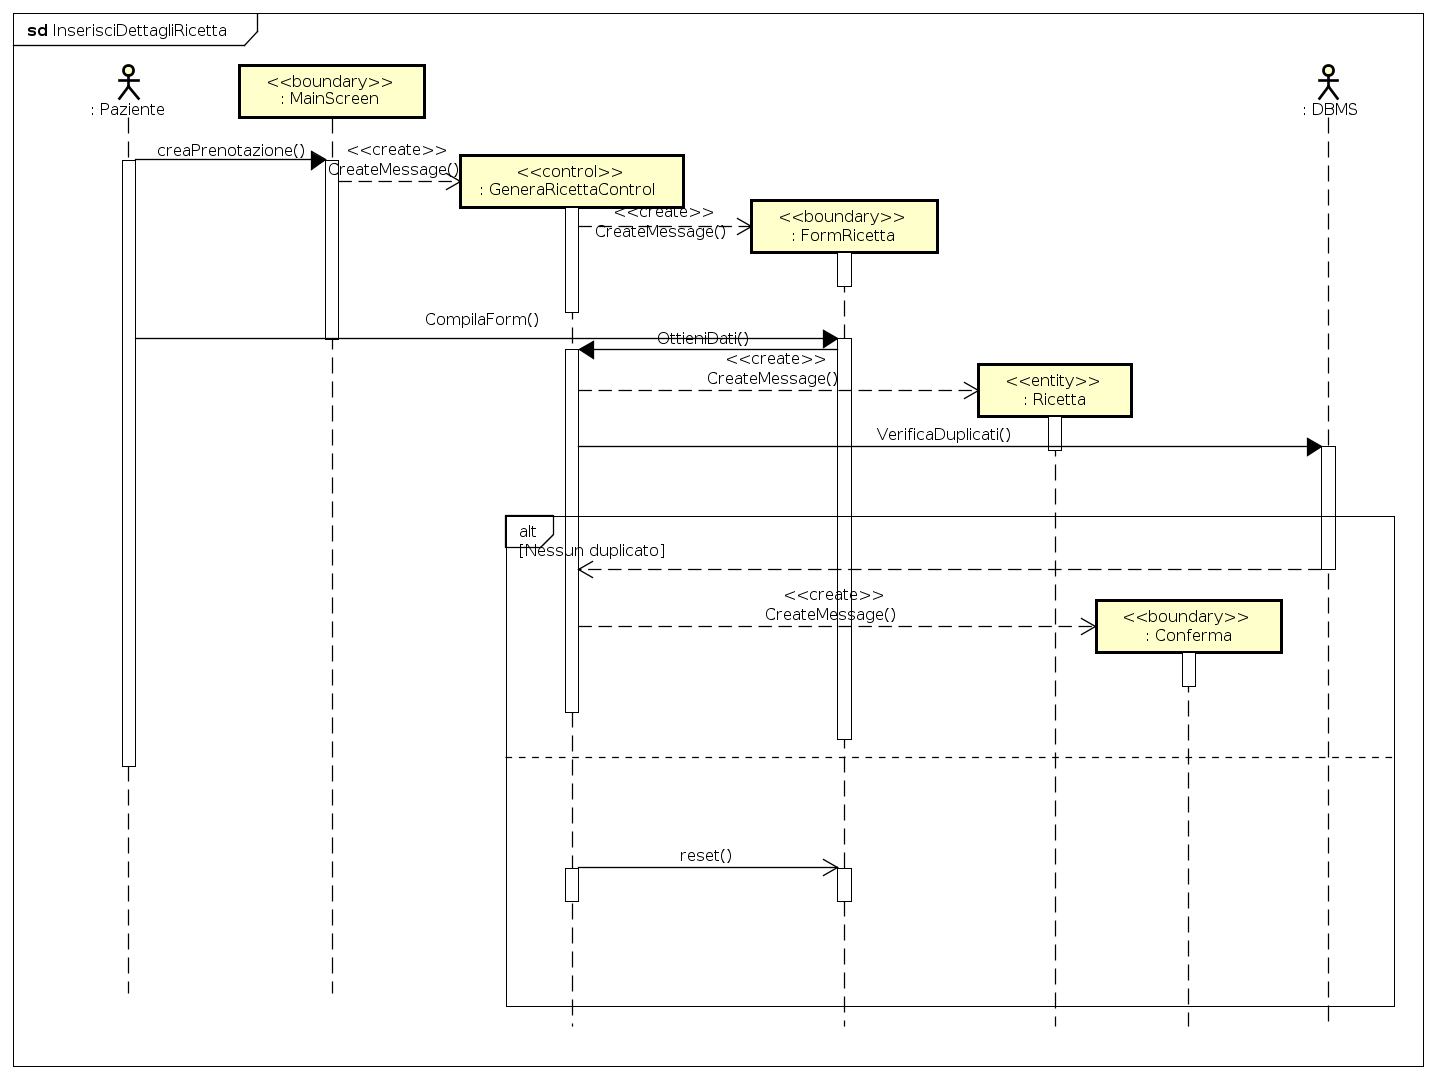 sd InserisciDettagliRicetta
: Paziente
<<boundary>>
: MainScreen
: DBMS
creaPrenotazione()
<<create>>
CreateMessage()
<<control>>
: GeneraRicettaControl
<<create>>
CreateMessage()
<<boundary>>
: FormRicetta
CompilaForm()
OttieniDati()
<<create>>
CreateMessage()
<<entity>>
: Ricetta
VerificaDuplicati()
alt
[Nessun duplicato]
<<create>>
CreateMessage()
<<boundary>>
: Conferma
reset()